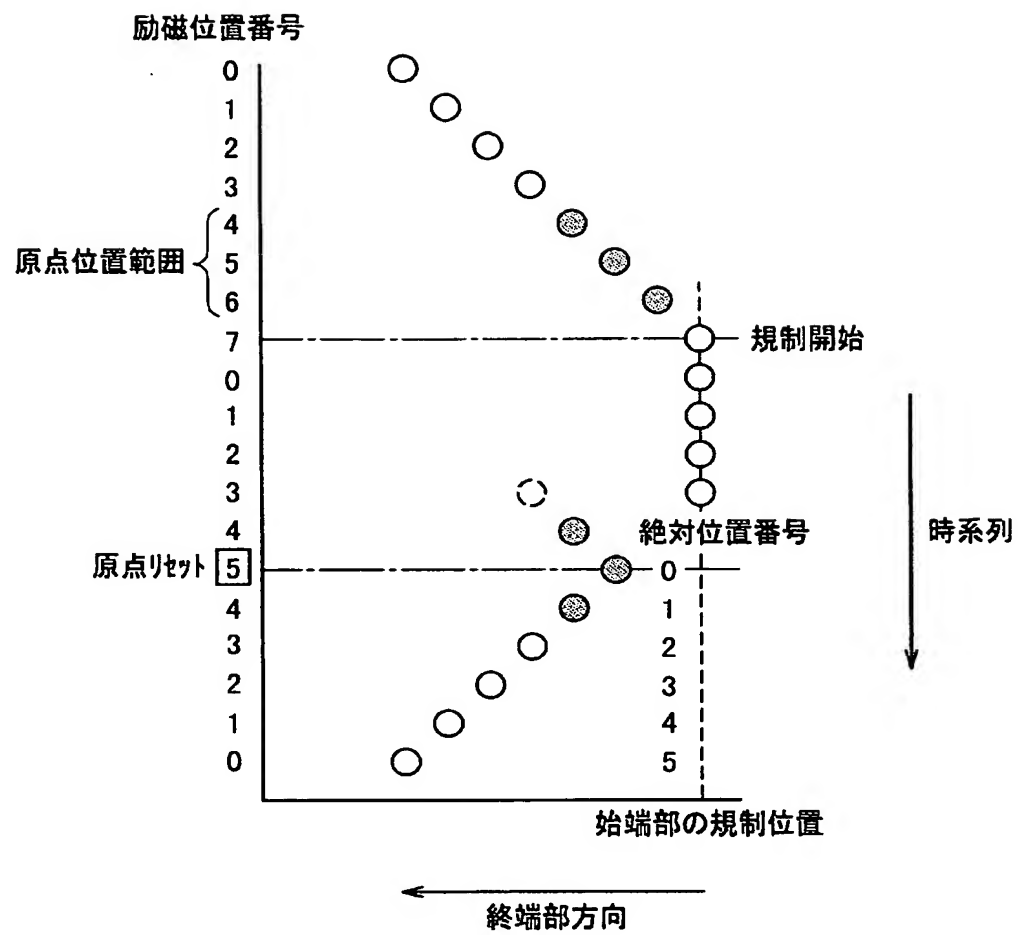 励磁位置番号
0
1
2
3
4
原点位置範囲 5
6
7 規制開始
0
1
2
3
4 絶対位置番号 時系列
原点リセット 5 0
4 1
3 2
2 3
1 4
0 5
始端部の規制位置
終端部方向